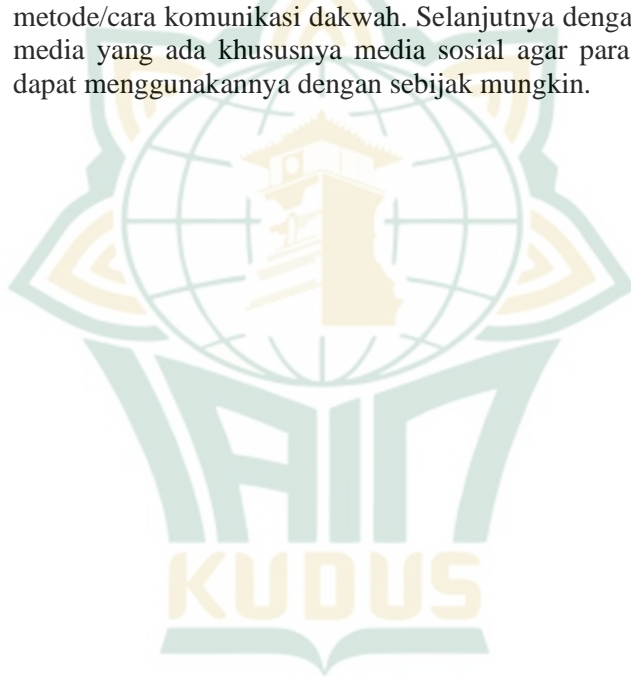 metode/cara komunikasi dakwah. Selanjutnya denga
media yang ada khususnya media sosial agar para
dapat menggunakannya dengan sebijak mungkin.
IAIN
KUDUS